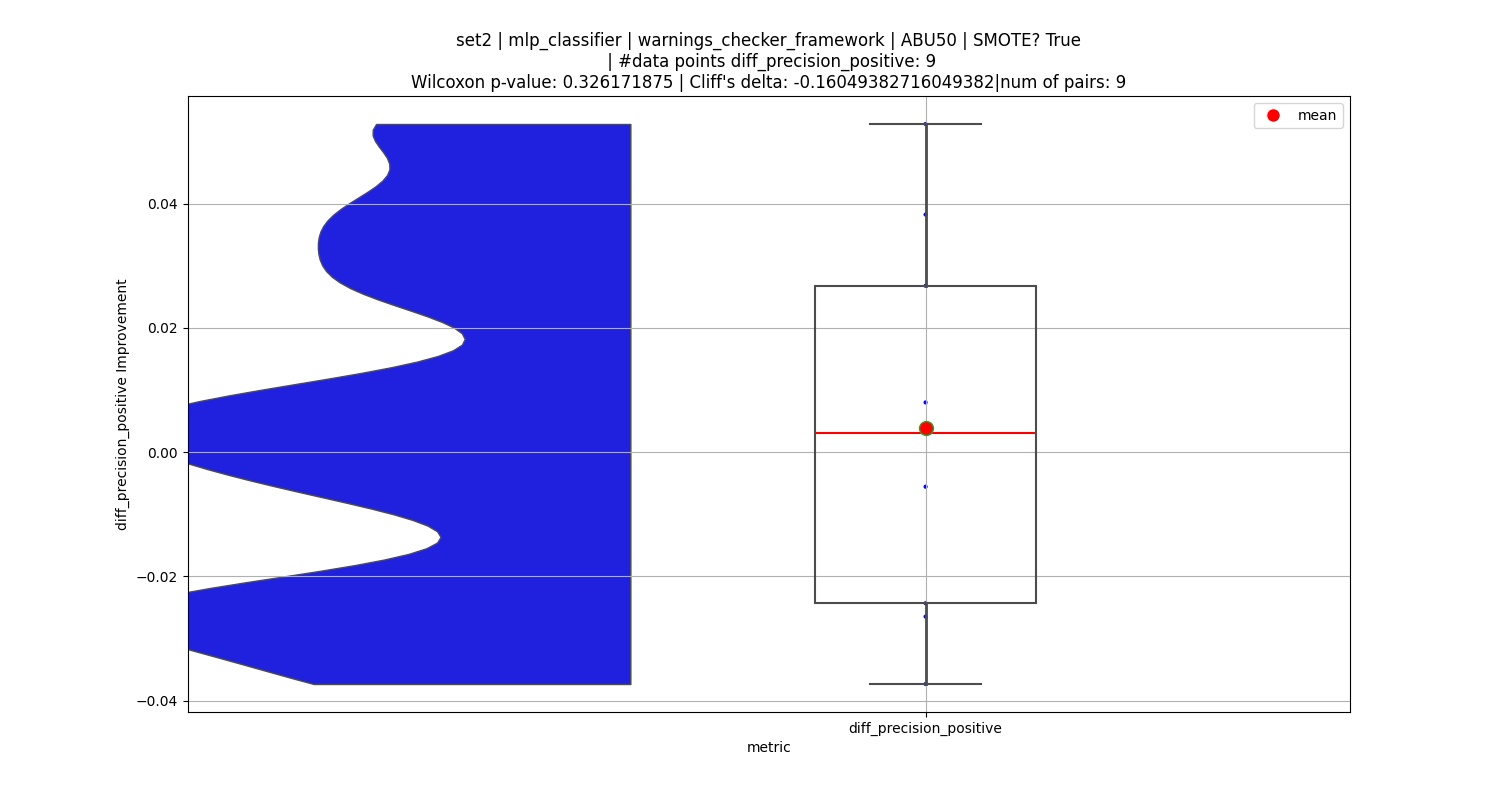 set2 | mlp_classifier | warnings_checker_framework | ABU50 | SMOTE? True
| #data points diff_precision_positive: 9
Wilcoxon p-value: 0.326171875 | Cliff's delta: -0.16049382716049382|num of pairs: 9
mean
diff_precision_positive Improvement
0.04
0.02
0.00
−0.02
−0.04
diff_precision_positive
metric